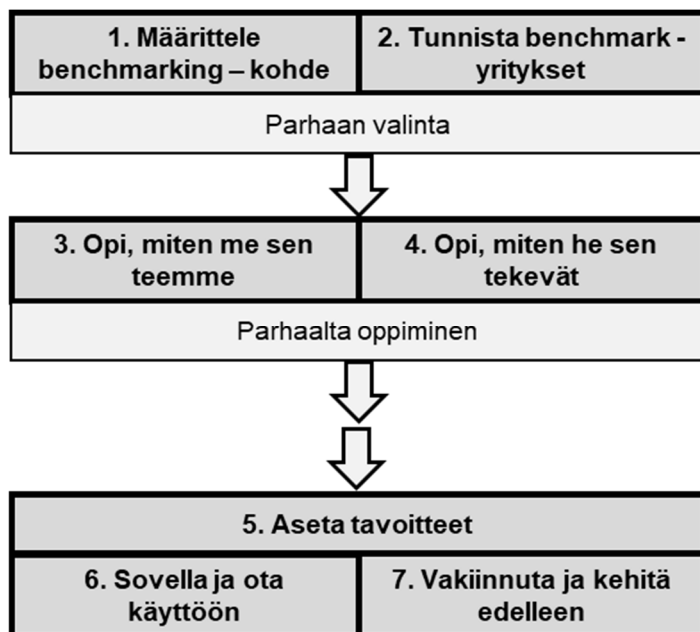 1. Määrittele
benchmarking – kohde
2. Tunnista benchmark -
yritykset
Parhaan valinta
3. Opi, miten me sen
teemme
4. Opi, miten he sen
tekevät
Parhaalta oppiminen
5. Aseta tavoitteet
6. Sovella ja ota
käyttöön
7. Vakiinnuta ja kehitä
edelleen